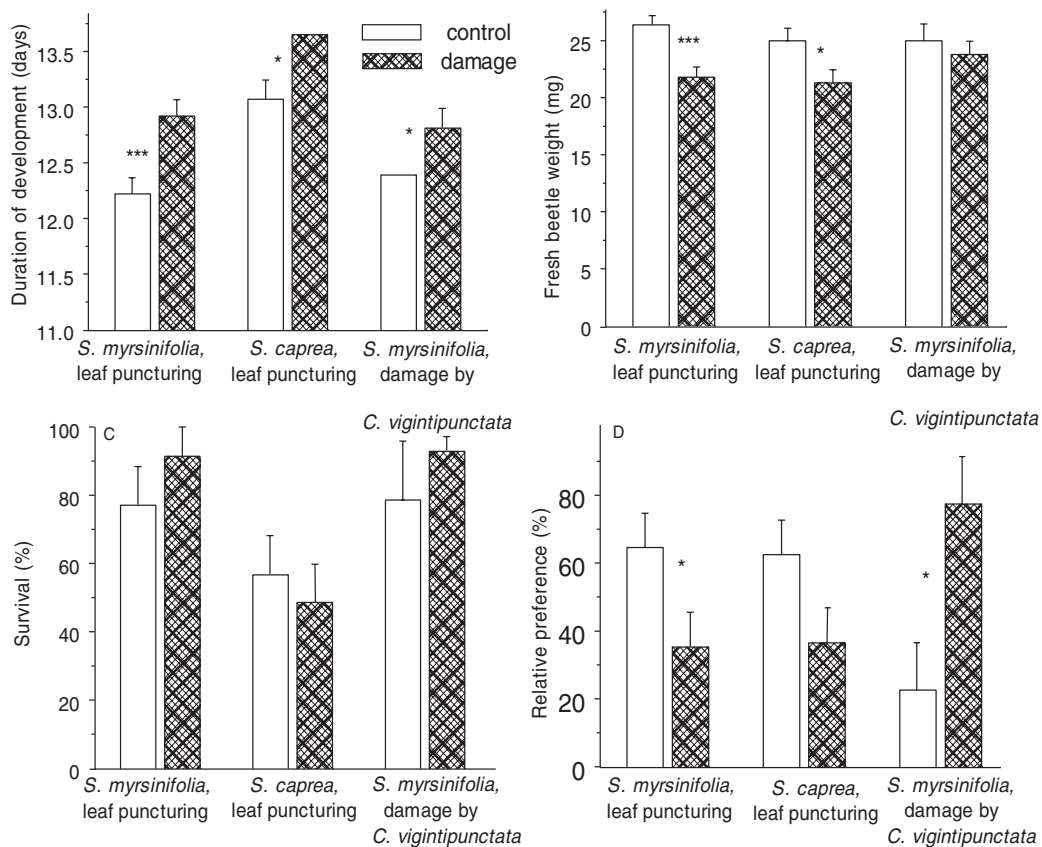 Duration of development (days)
13.5
13.0
12.5
12.0
11.5
11.0
control
damage
***
*
*
S. myrsinifolia,
leaf puncturing
S. caprea,
leaf puncturing
S. myrsinifolia,
damage by
C. vigintipunctata
Fresh beetle weight (mg)
25
20
15
10
5
0
***
*
S. myrsinifolia,
leaf puncturing
S. caprea,
leaf puncturing
S. myrsinifolia,
damage by
C. vigintipunctata
C
Survival (%)
100
80
60
40
20
0
S. myrsinifolia,
leaf puncturing
S. caprea,
leaf puncturing
S. myrsinifolia,
damage by
C. vigintipunctata
D
Relative preference (%)
80
60
40
20
0
*
*
S. myrsinifolia,
leaf puncturing
S. caprea,
leaf puncturing
S. myrsinifolia,
damage by
C. vigintipunctata